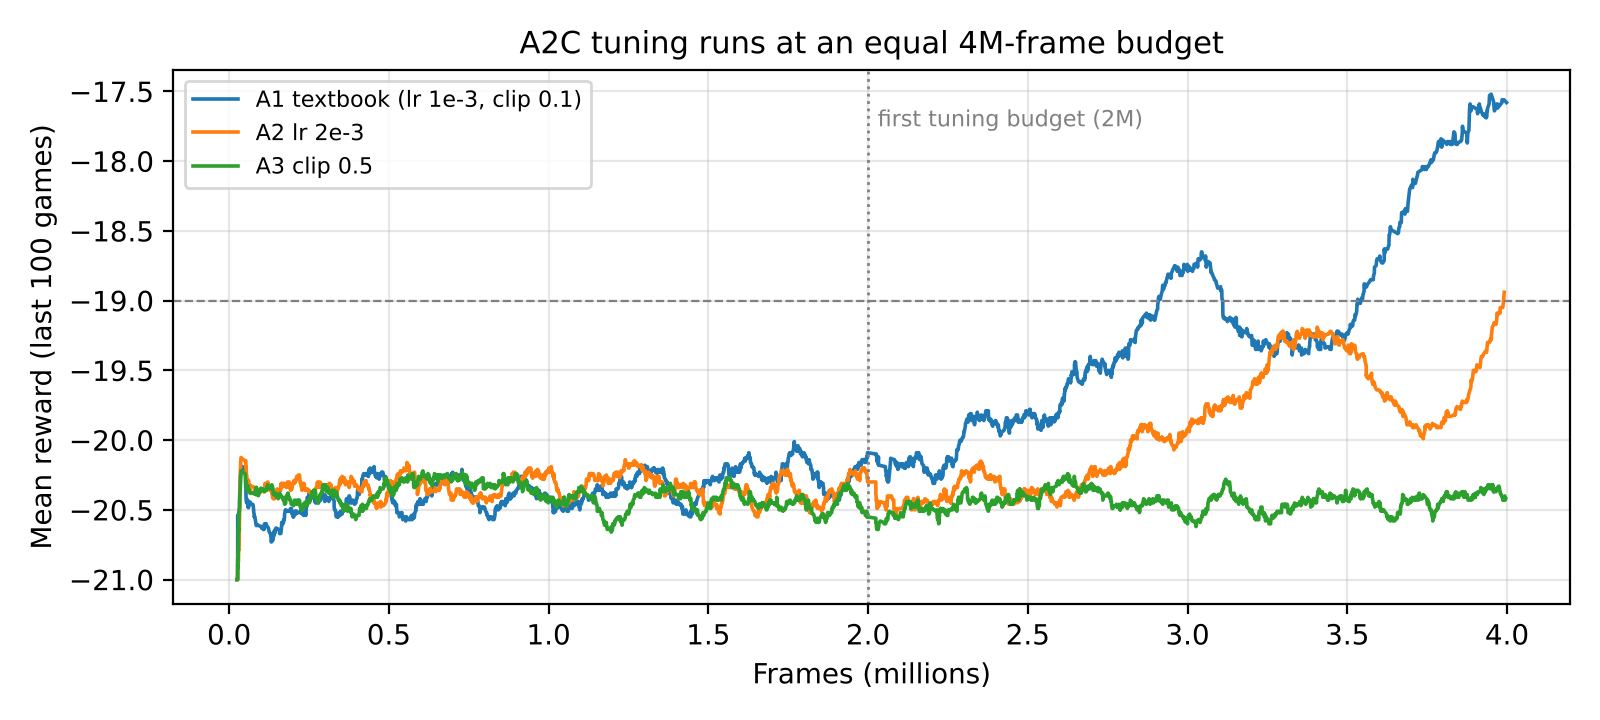 A2C tuning runs at an equal 4M-frame budget
A1 textbook (lr 1e-3, clip 0.1)
A2 lr 2e-3
A3 clip 0.5
first tuning budget (2M)
Mean reward (last 100 games)
−17.5
−18.0
−18.5
−19.0
−19.5
−20.0
−20.5
−21.0
0.0 0.5 1.0 1.5 2.0 2.5 3.0 3.5 4.0
Frames (millions)